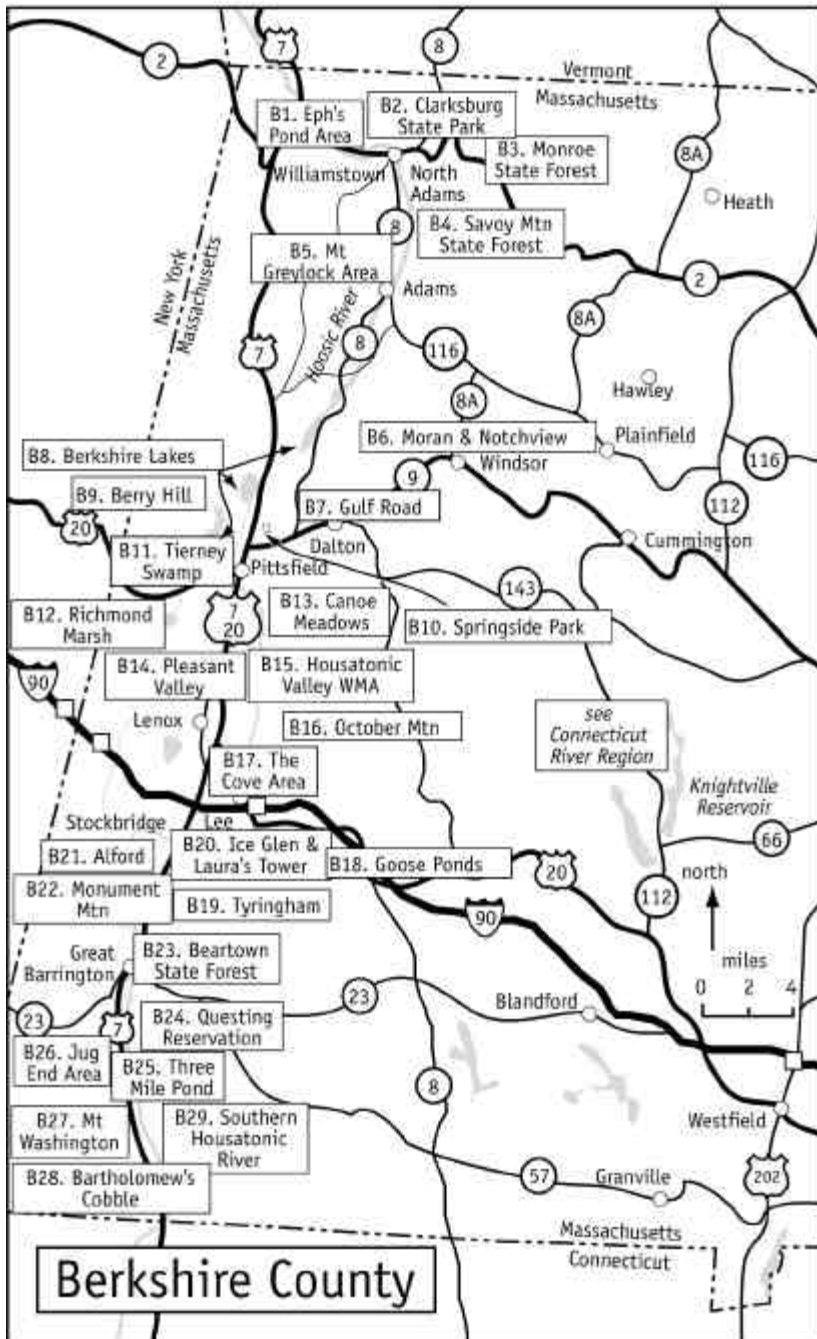 7
8
2
Vermont
Massachusetts
B1. Eph's
Pond Area
B2. Clarksburg
State Park
B3. Monroe
State Forest
8A
Williamstown
North
Adams
Heath
8
B4. Savoy Mtn
State Forest
New York
Massachusetts
B5. Mt
Greylock Area
Adams
2
Hoosic River
8A
7
8
116
Hawley
8A
B6. Moran & Notchview
Plainfield
B8. Berkshire Lakes
Windsor
116
9
B9. Berry Hill
B7. Gulf Road
112
20
Dalton
Cummington
B11. Tierney
Swamp
Pittsfield
143
B12. Richmond
Marsh
7
20
B13. Canoe
Meadows
B10. Springside Park
90
B14. Pleasant
Valley
B15. Housatonic
Valley WMA
Lenox
B16. October Mtn
see
Connecticut
River Region
B17. The
Cove Area
Knightville
Reservoir
Stockbridge
Lee
66
B21. Alford
B20. Ice Glen &
Laura's Tower
B18. Goose Ponds
20
north
B22. Monument
Mtn
B19. Tyringham
112
90
Great
Barrington
B23. Beartown
State Forest
miles
0 2 4
23
Blandford
23
7
B24. Questing
Reservation
B26. Jug
End Area
B25. Three
Mile Pond
8
B27. Mt
Washington
B29. Southern
Housatonic
River
Westfield
B28. Bartholomew's
Cobble
57
Granville
202
Massachusetts
Connecticut
Berkshire County